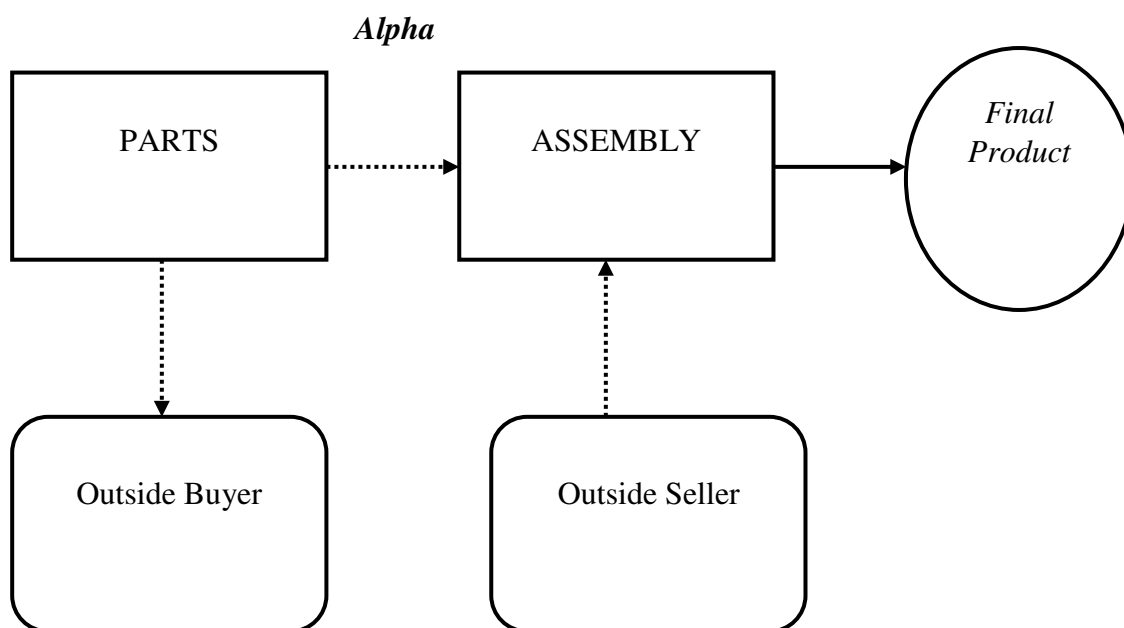 Alpha
PARTS
ASSEMBLY
Final
Product
Outside Buyer
Outside Seller